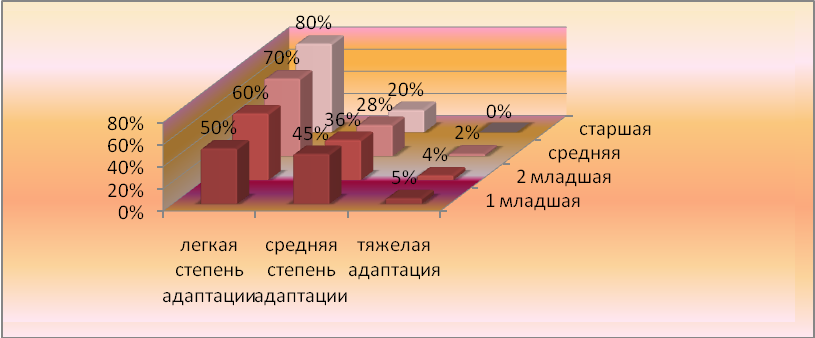 80%
70%
60%
50%
20%
28%
36%
45%
0%
2%
4%
5%
80%
60%
40%
20%
0%
старшая
средняя
2 младшая
1 младшая
легкая
степень
адаптации
средняя
степень
адаптации
тяжелая
адаптация